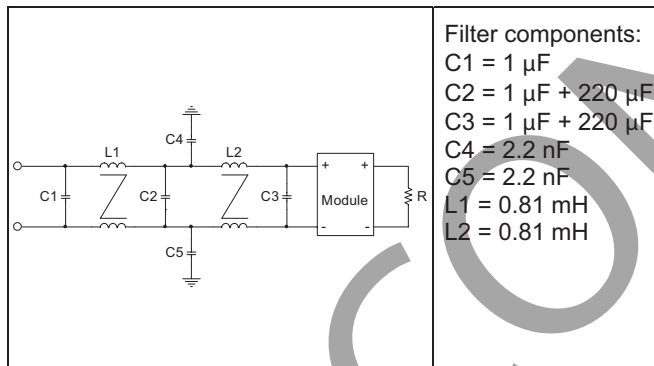 L1
C4
L2
C1
C2
C3
+ +
Module
- -
R
C5
Filter components:
C1 = 1 µF
C2 = 1 µF + 220 µF
C3 = 1 µF + 220 µF
C4 = 2.2 nF
C5 = 2.2 nF
L1 = 0.81 mH
L2 = 0.81 mH